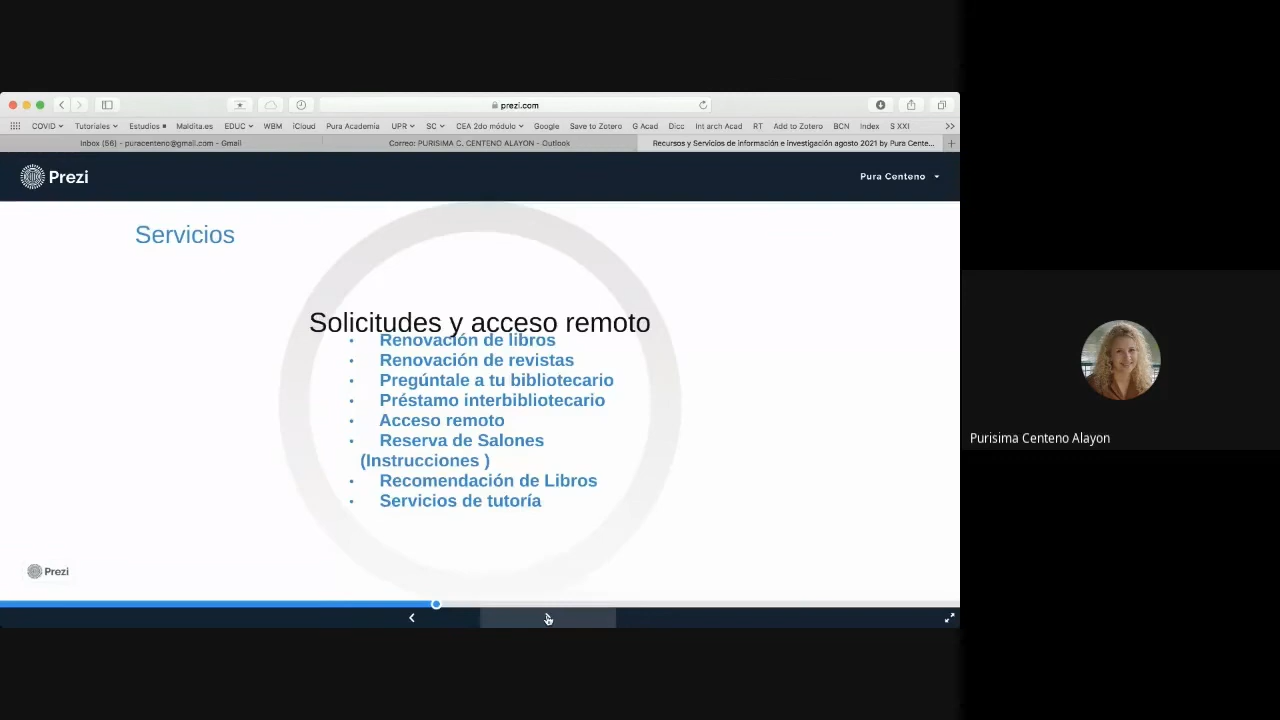 prezi.com
COVID Tutoriales Estudios Maldita.es EDUC WBM iCloud Pura Academia UPR SC CEA 2do módulo Google Save to Zotero G Acad Dicc Int arch Acad RT Add to Zotero BCN Index S XXI
Inbox (56) - puracenteno@gmail.com - Gmail Correo: PURISIMA C. CENTENO ALAYON - Outlook Recursos y Servicios de información e investigación agosto 2021 by Pura Cente...
Prezi Pura Centeno
Servicios
Solicitudes y acceso remoto
• Renovación de libros
• Renovación de revistas
• Pregúntale a tu bibliotecario
• Préstamo interbibliotecario
• Acceso remoto
• Reserva de Salones
(Instrucciones )
• Recomendación de Libros
• Servicios de tutoría
Purisima Centeno Alayon
Prezi